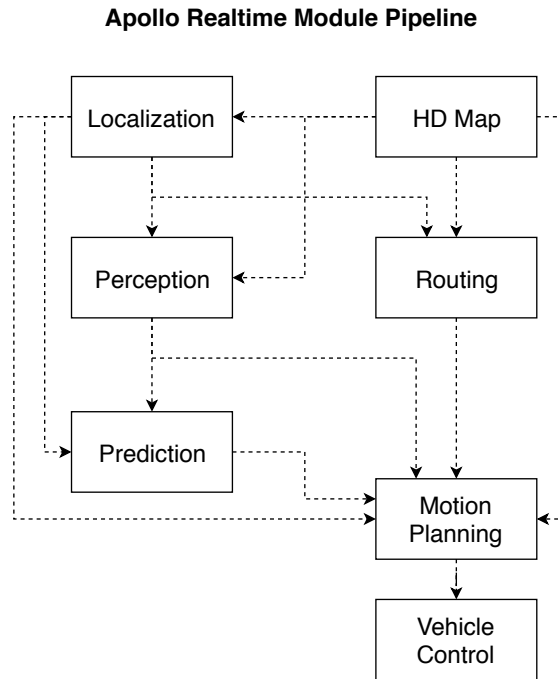 Apollo Realtime Module Pipeline
Localization
HD Map
Perception
Routing
Prediction
Motion
Planning
Vehicle
Control